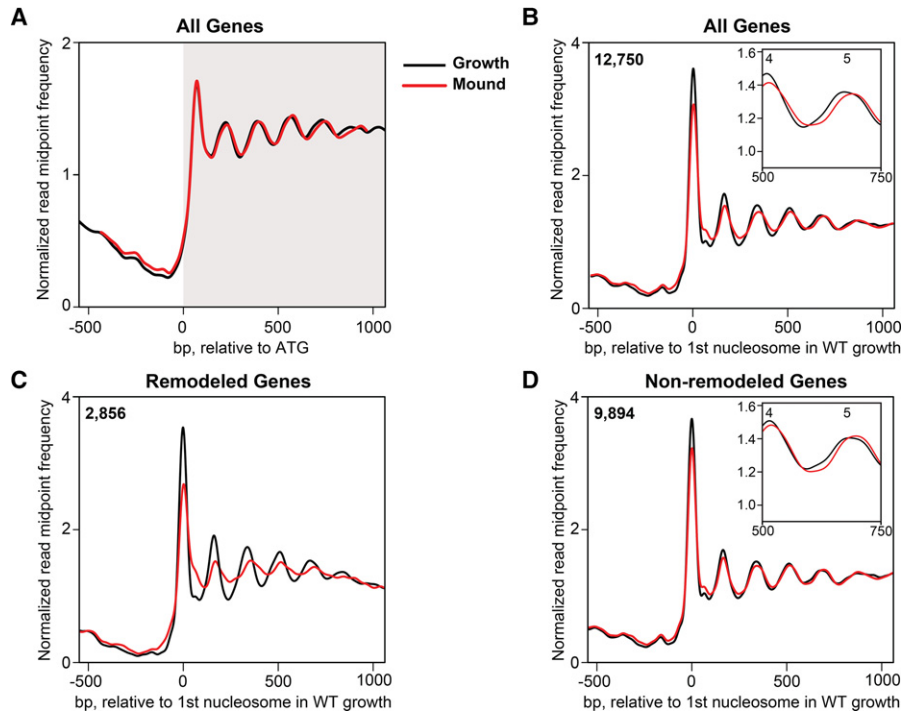 A
All Genes
Normalized read midpoint frequency
2
1
0
-500 0 500 1000
bp, relative to ATG
Growth
Mound
B
All Genes
12,750
Normalized read midpoint frequency
4
2
0
-500 0 500 1000
bp, relative to 1st nucleosome in WT growth
4 5
1.6
1.4
1.2
1.0
500 750
C
Remodeled Genes
2,856
Normalized read midpoint frequency
4
2
0
-500 0 500 1000
bp, relative to 1st nucleosome in WT growth
D
Non-remodeled Genes
9,894
Normalized read midpoint frequency
4
2
0
-500 0 500 1000
bp, relative to 1st nucleosome in WT growth
4 5
1.6
1.4
1.2
1.0
500 750